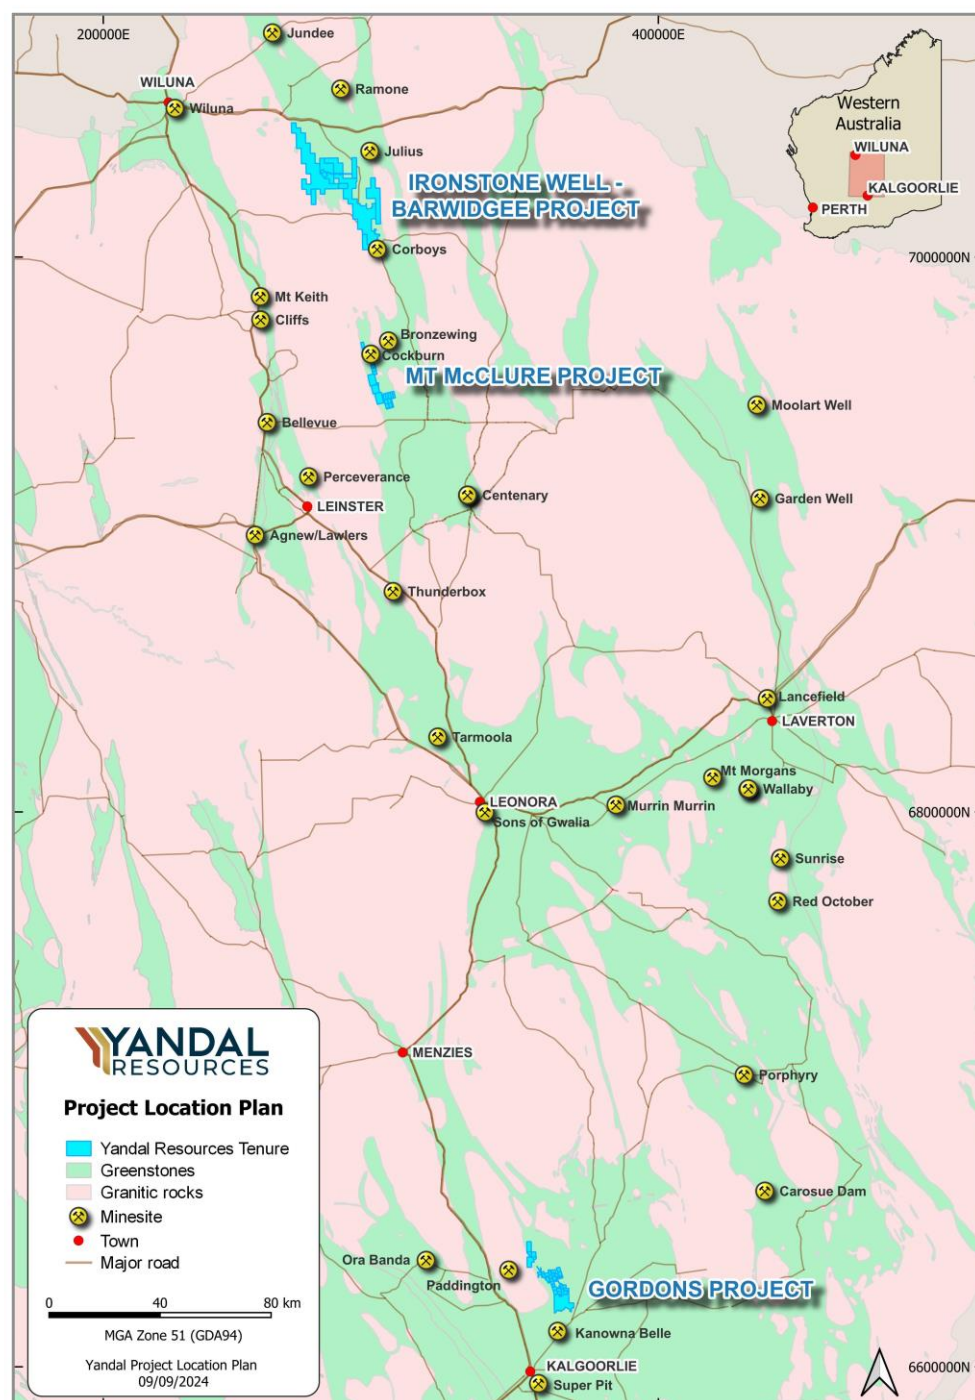 200000E
400000E
Jundee
WILUNA
Ramone
Wiluna
Western
Australia
WILUNA
KALGOORLIE
PERTH
Julius
IRONSTONE WELL -
BARWIDGEE PROJECT
Corboys
7000000N
Mt Keith
Cliffs
Bronzewing
Cockburn
MT McCLURE PROJECT
Moolart Well
Bellevue
Perceverance
Centenary
Garden Well
LEINSTER
Agnew/Lawlers
Thunderbox
Lancefield
LAVERTON
Tarmoola
Mt Morgans
Wallaby
LEONORA
Murrin Murrin
6800000N
Sons of Gwalia
Sunrise
Red October
MENZIES
Porphyry
Carosue Dam
Ora Banda
Paddington
GORDONS PROJECT
Kanowna Belle
KALGOORLIE
6600000N
Super Pit
YANDAL
RESOURCES
Project Location Plan
Yandal Resources Tenure
Greenstones
Granitic rocks
Minesite
Town
Major road
0 40 80 km
MGA Zone 51 (GDA94)
Yandal Project Location Plan
09/09/2024